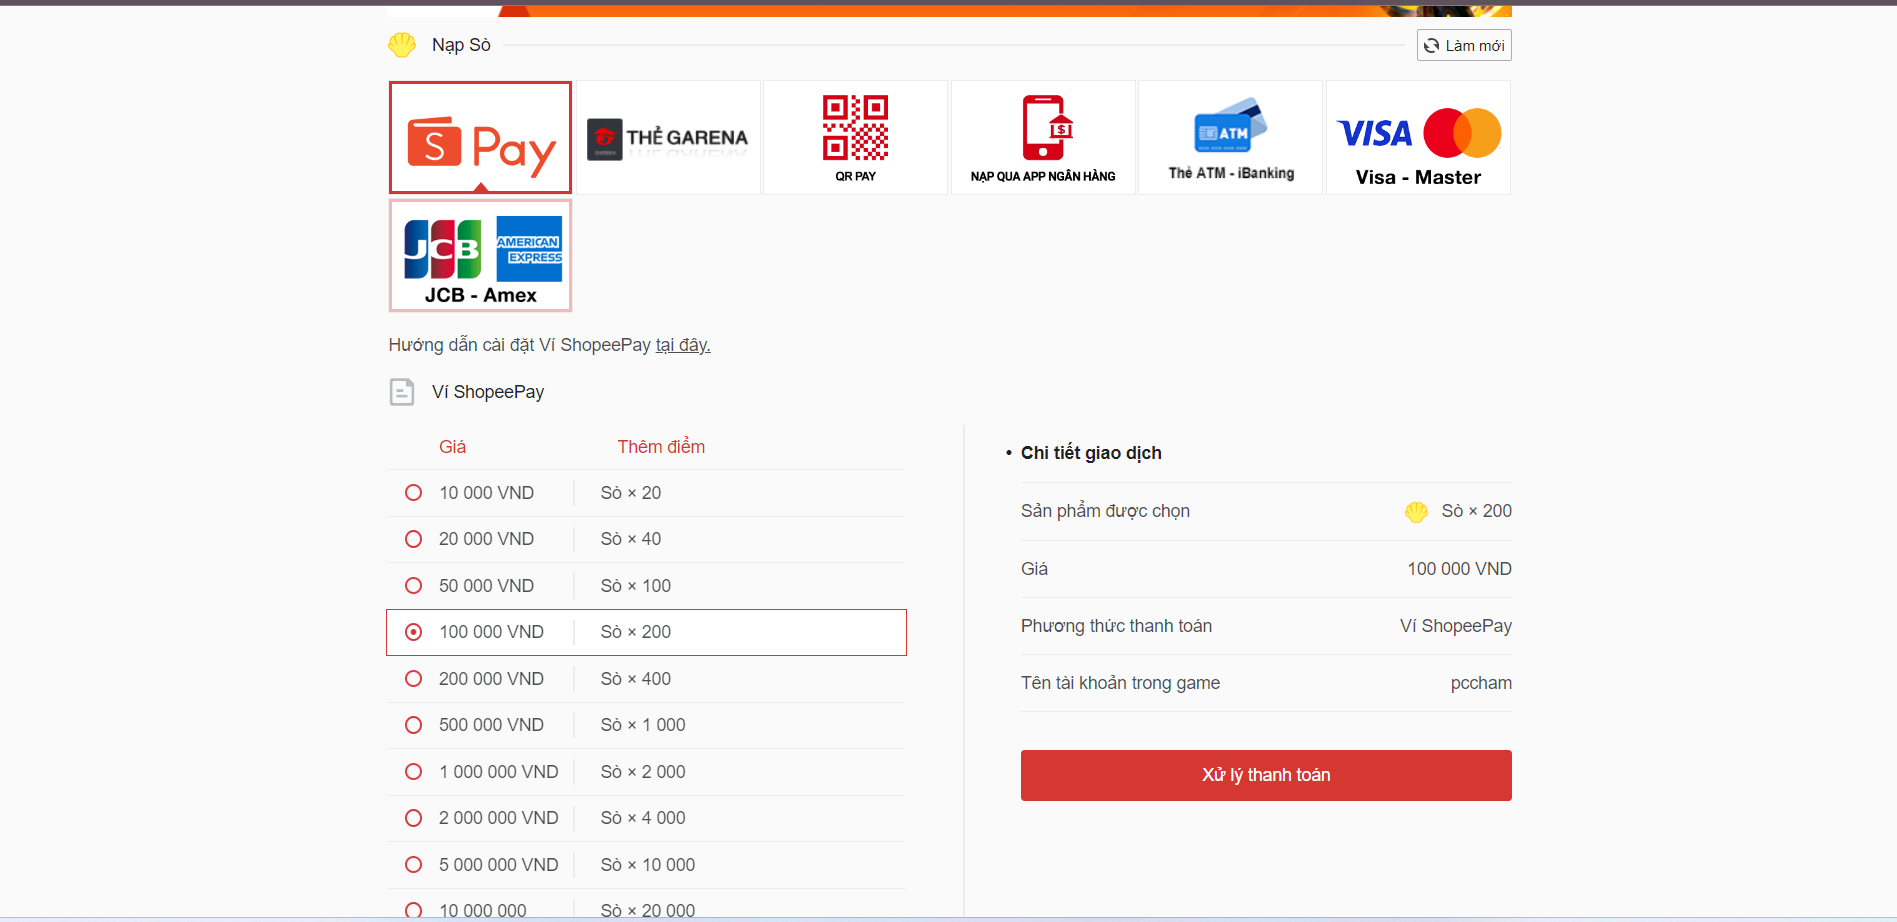 Nạp Sò
Làm mới
S Pay
THẺ GARENA
QR PAY
NẠP QUA APP NGÂN HÀNG
ATM
Thẻ ATM - iBanking
VISA
Visa - Master
JCB
AMERICAN
EXPRESS
JCB - Amex
Hướng dẫn cài đặt Ví ShopeePay tại đây.
Ví ShopeePay
Giá Thêm điểm
10 000 VND Sò × 20
20 000 VND Sò × 40
50 000 VND Sò × 100
100 000 VND Sò × 200
200 000 VND Sò × 400
500 000 VND Sò × 1 000
1 000 000 VND Sò × 2 000
2 000 000 VND Sò × 4 000
5 000 000 VND Sò × 10 000
10 000 000 Sò × 20 000
• Chi tiết giao dịch
Sản phẩm được chọn Sò × 200
Giá 100 000 VND
Phương thức thanh toán Ví ShopeePay
Tên tài khoản trong game pccham
Xử lý thanh toán